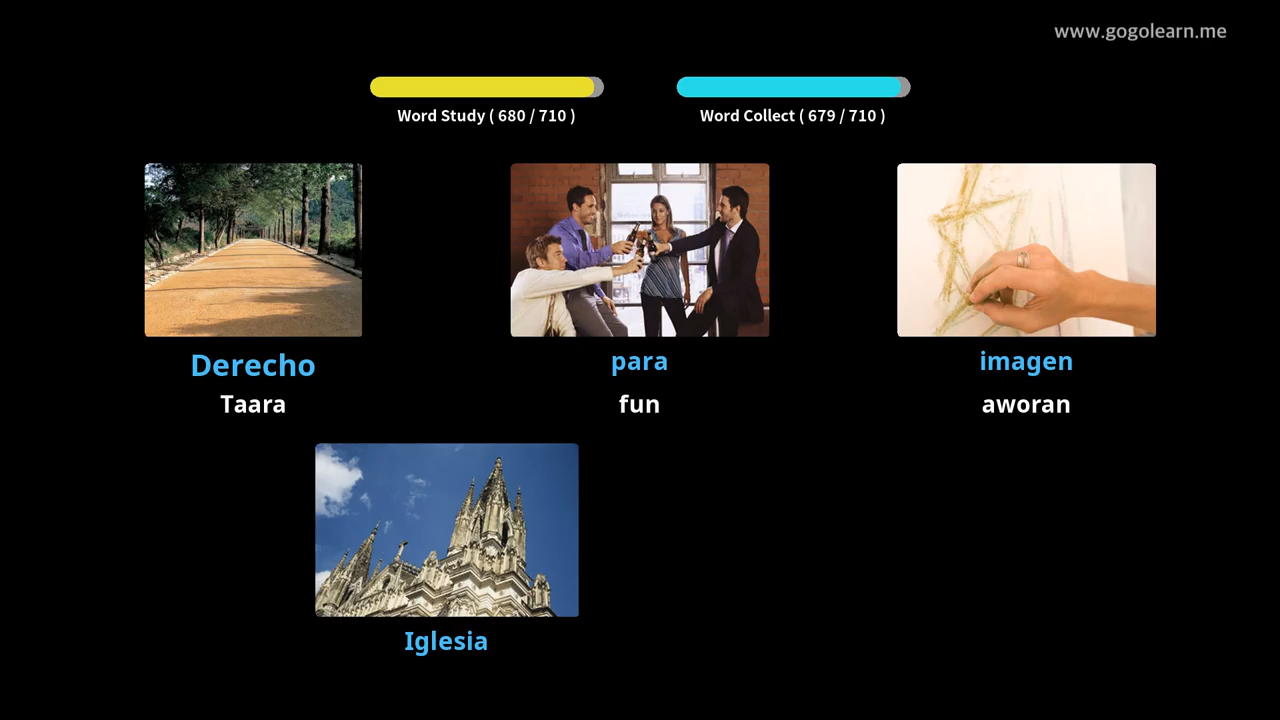 www.gogolearn.me
Word Study ( 680 / 710 )
Word Collect ( 679 / 710 )
Derecho
Taara
para
fun
imagen
aworan
Iglesia